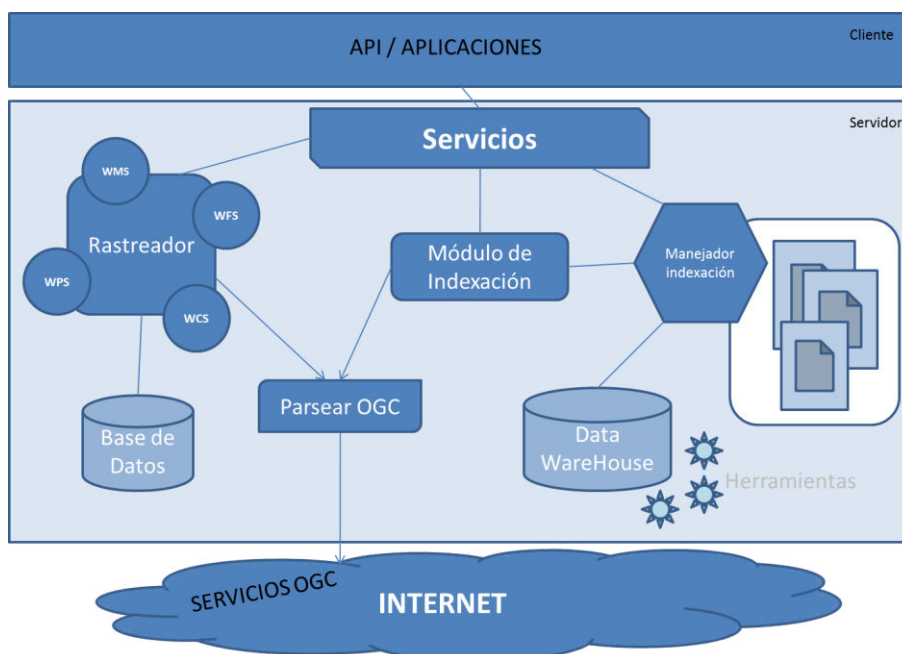 API / APLICACIONES
Cliente
Servidor
Servicios
WMS
WFS
Rastreador
WPS
WCS
Módulo de
Indexación
Manejador
indexación
Parsear OGC
Base de
Datos
Data
WareHouse
Herramientas
SERVICIOS OGC
INTERNET